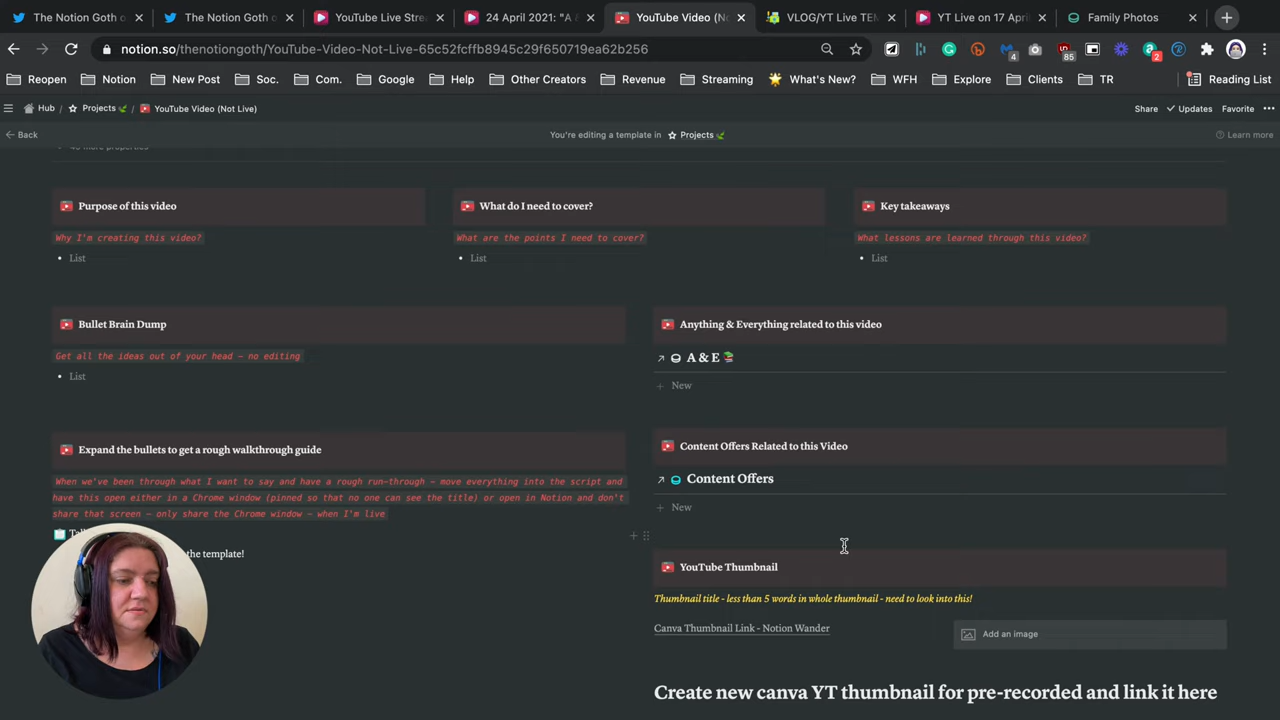 The Notion Goth o
The Notion Goth o
YouTube Live Stre
24 April 2021: "A &
YouTube Video (No
VLOG/YT Live TEM
YT Live on 17 Apri
Family Photos
notion.so/thenotiongoth/YouTube-Video-Not-Live-65c52fcffb8945c29f650719ea62b256
4
85
2
Reopen
Notion
New Post
Soc.
Com.
Google
Help
Other Creators
Revenue
Streaming
What's New?
WFH
Explore
Clients
TR
Reading List
Hub / Projects / YouTube Video (Not Live)
Share
Updates
Favorite
Back
You're editing a template in Projects
Learn more
more properties
Purpose of this video
What do I need to cover?
Key takeaways
Why I'm creating this video?
What are the points I need to cover?
What lessons are learned through this video?
• List
• List
• List
Bullet Brain Dump
Anything & Everything related to this video
Get all the ideas out of your head – no editing
A & E
• List
+ New
Expand the bullets to get a rough walkthrough guide
Content Offers Related to this Video
When we've been through what I want to say and have a rough run-through – move everything into the script and
have this open either in a Chrome window (pinned so that no one can see the title) or open in Notion and don't
share that screen – only share the Chrome window – when I'm live
Content Offers
+ New
the template!
YouTube Thumbnail
Thumbnail title - less than 5 words in whole thumbnail - need to look into this!
Canva Thumbnail Link - Notion Wander
Add an image
Create new canva YT thumbnail for pre-recorded and link it here